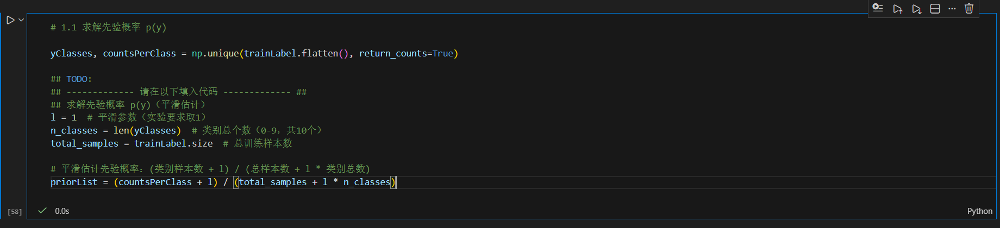 # 1.1 求解先验概率 p(y)
yClasses, countsPerClass = np.unique(trainLabel.flatten(), return_counts=True)
## TODO:
## ------------- 请在以下填入代码 ------------- ##
## 求解先验概率 p(y)（平滑估计）
l = 1  # 平滑参数（实验要求取1）
n_classes = len(yClasses)  # 类别总个数（0-9，共10个）
total_samples = trainLabel.size  # 总训练样本数
# 平滑估计先验概率：(类别样本数 + l) / (总样本数 + l * 类别总数)
priorList = (countsPerClass + l) / (total_samples + l * n_classes)
[58]
0.0s
Python